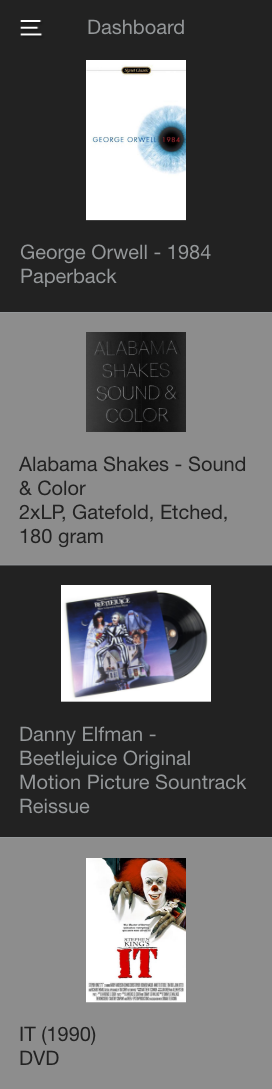 Dashboard
Signet Classics
GEORGE ORWELL 1984
George Orwell - 1984
Paperback
ALABAMA
SHAKES
SOUND &
COLOR
Alabama Shakes - Sound
& Color
2xLP, Gatefold, Etched,
180 gram
BEETLEJUICE
Danny Elfman -
Beetlejuice Original
Motion Picture Sountrack
Reissue
STEPHEN
KING'S
IT
IT (1990)
DVD